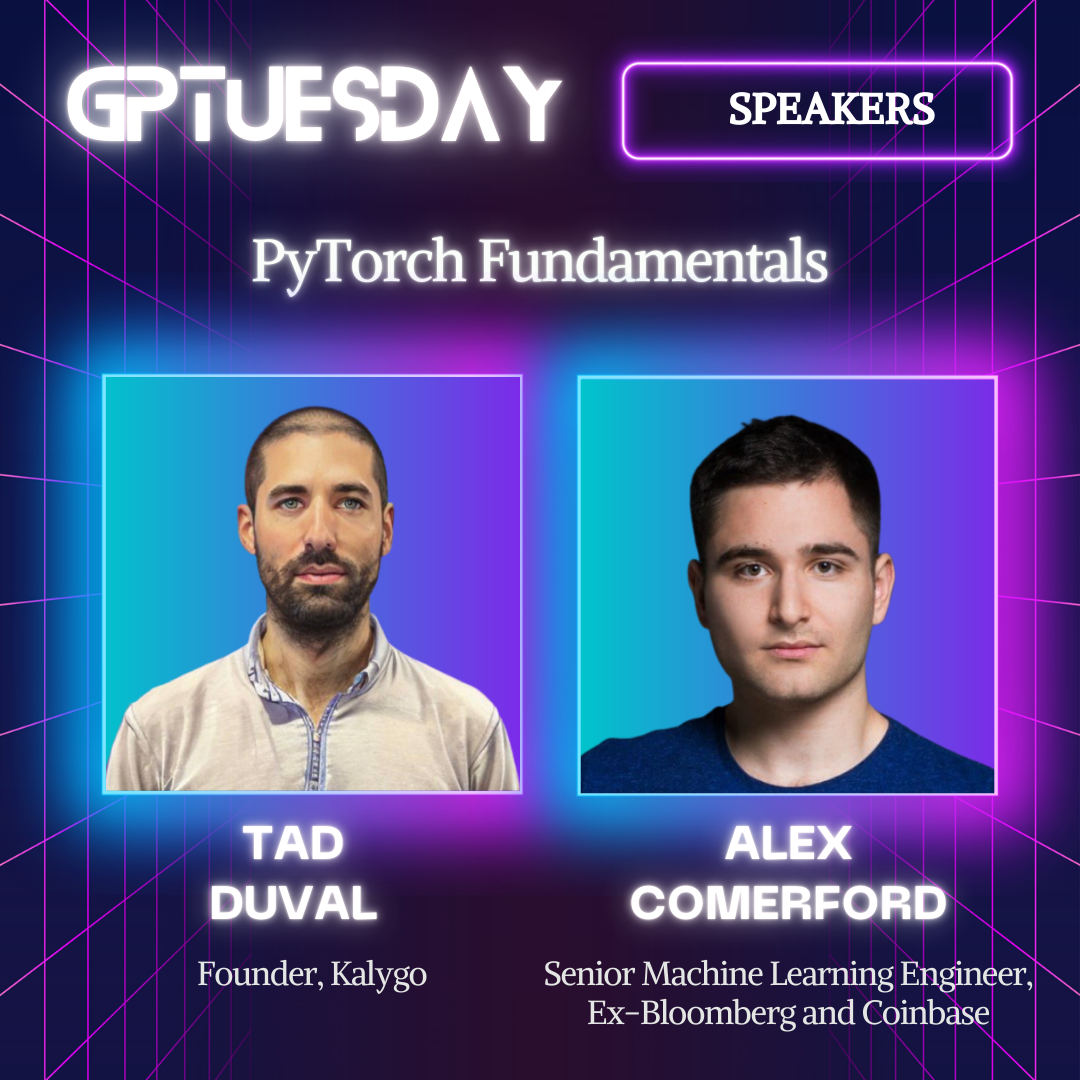 GPTUESDAY
SPEAKERS
PyTorch Fundamentals
TAD
DUVAL
Founder, Kalygo
ALEX
COMERFORD
Senior Machine Learning Engineer,
Ex-Bloomberg and Coinbase